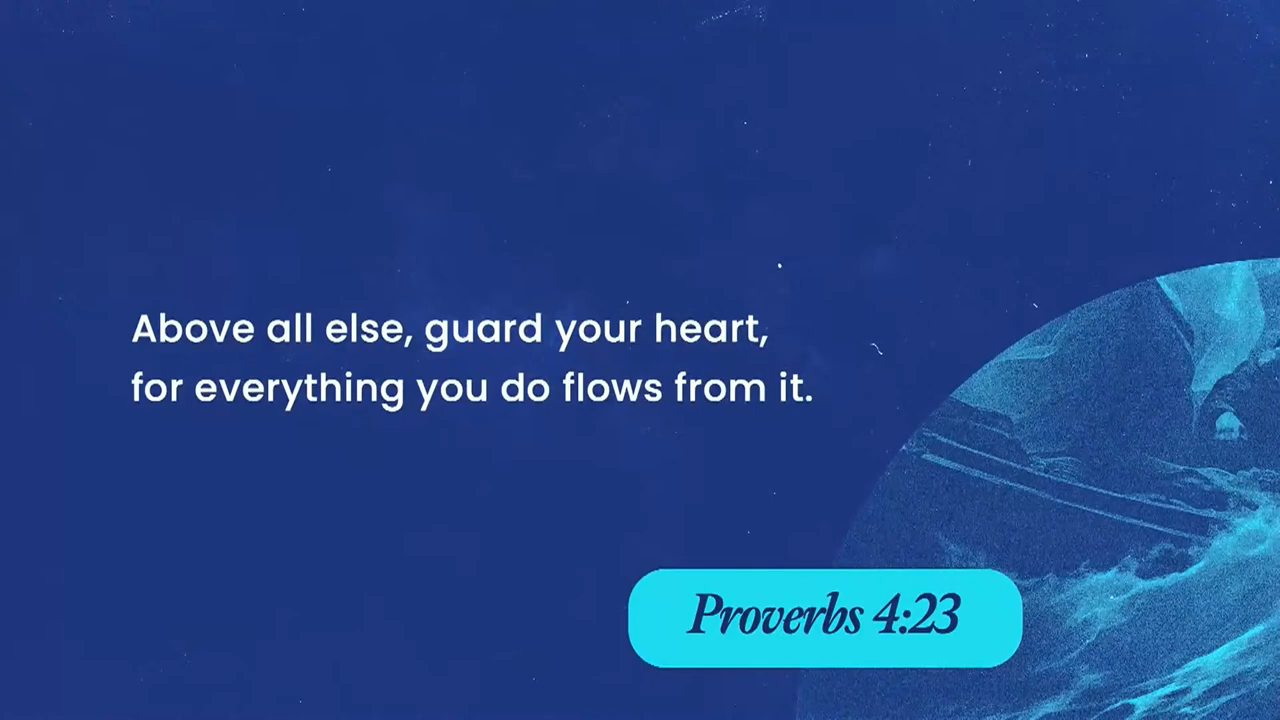 Above all else, guard your heart,
for everything you do flows from it.
Proverbs 4:23